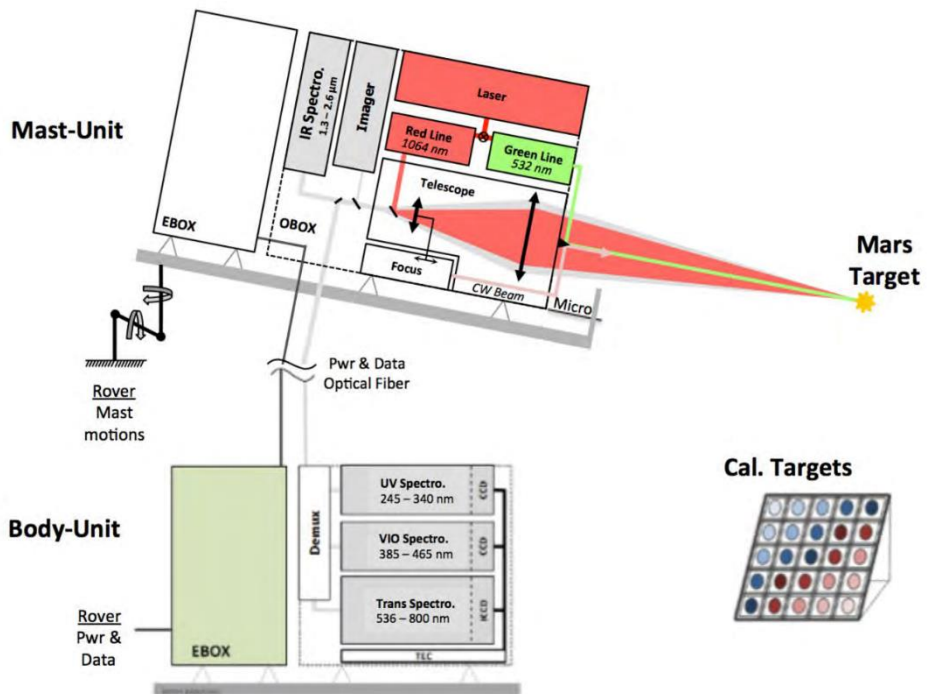 Mast-Unit
IR Spectro.
1.3 – 2.6 µm
Imager
Laser
Red Line
1064 nm
Green Line
532 nm
Telescope
EBOX
OBOX
Focus
CW Beam
Micro
Mars
Target
Rover
Mast
motions
Pwr & Data
Optical Fiber
Body-Unit
Demux
UV Spectro.
245 – 340 nm
CCD
VIO Spectro.
385 – 465 nm
CCD
Trans Spectro.
536 – 800 nm
ICCD
TEC
Rover
Pwr &
Data
EBOX
Cal. Targets